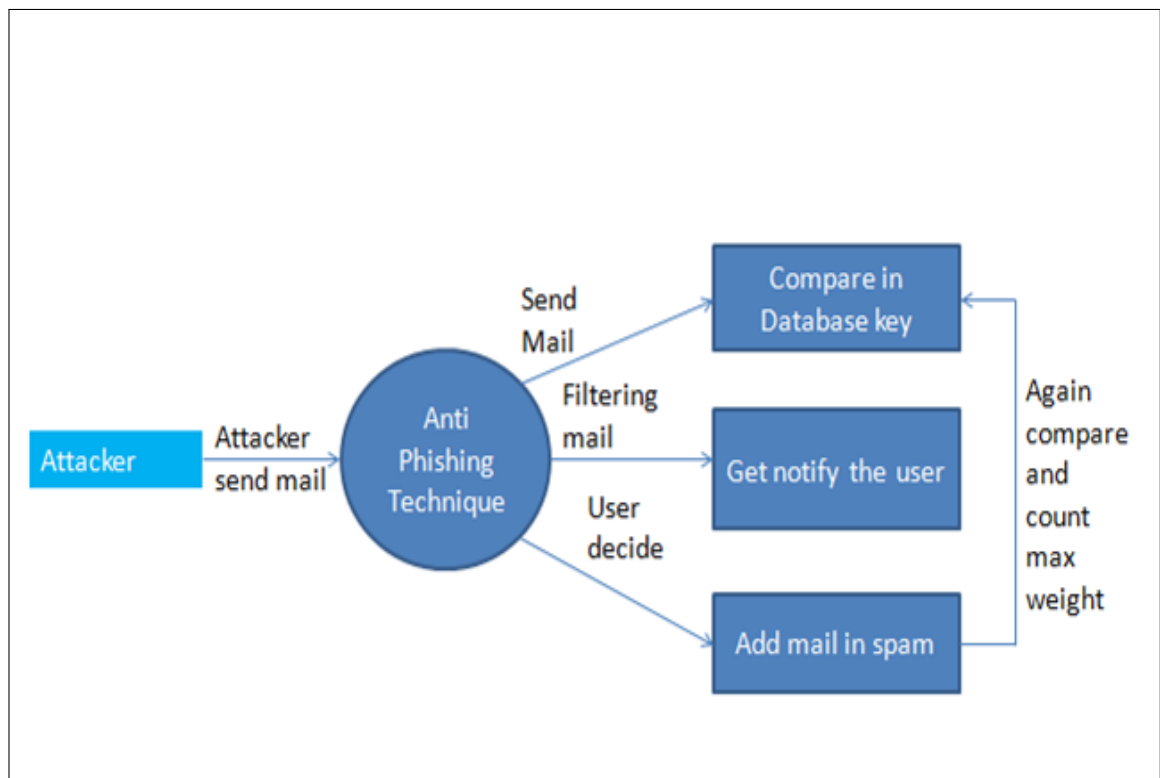 Attacker
Attacker
send mail
Anti
Phishing
Technique
Send
Mail
Compare in
Database key
Filtering
mail
Get notify the user
User
decide
Add mail in spam
Again
compare
and
count
max
weight